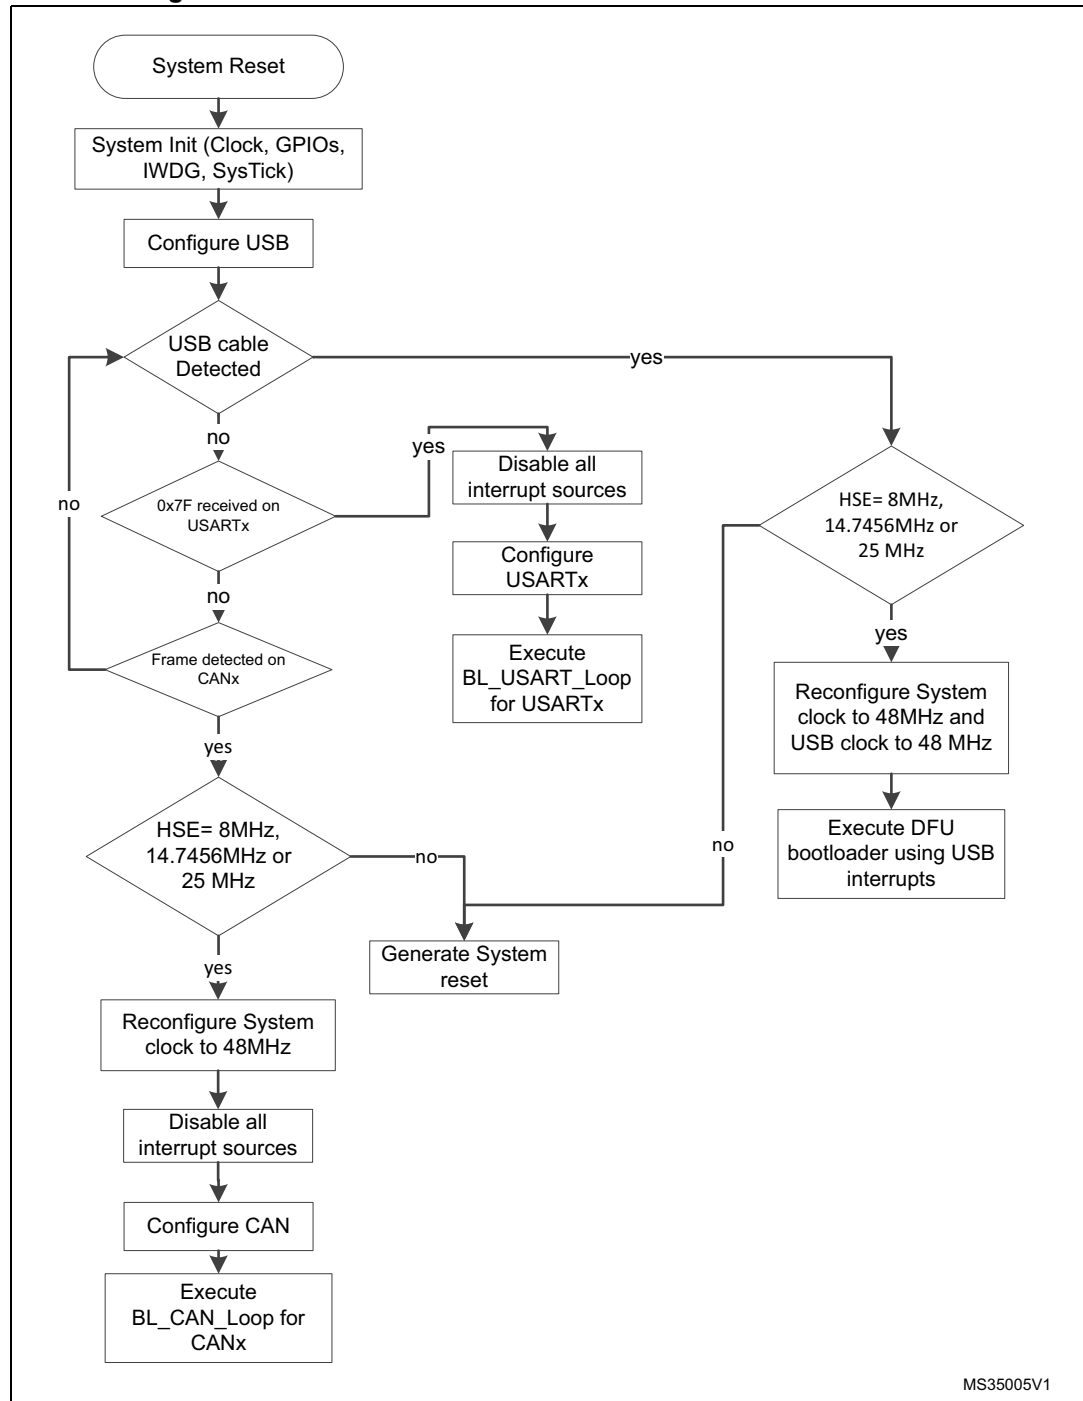 System Reset
System Init (Clock, GPIOs,
IWDG, SysTick)
Configure USB
USB cable
Detected
yes
no
yes
Disable all
interrupt sources
HSE= 8MHz,
14.7456MHz or
25 MHz
no
0x7F received on
USARTx
Configure
USARTx
no
yes
Frame detected on
CANx
Execute
BL_USART_Loop
for USARTx
Reconfigure System
clock to 48MHz and
USB clock to 48 MHz
yes
HSE= 8MHz,
14.7456MHz or
25 MHz
no
no
Execute DFU
bootloader using USB
interrupts
Generate System
reset
yes
Reconfigure System
clock to 48MHz
Disable all
interrupt sources
Configure CAN
Execute
BL_CAN_Loop for
CANx
MS35005V1